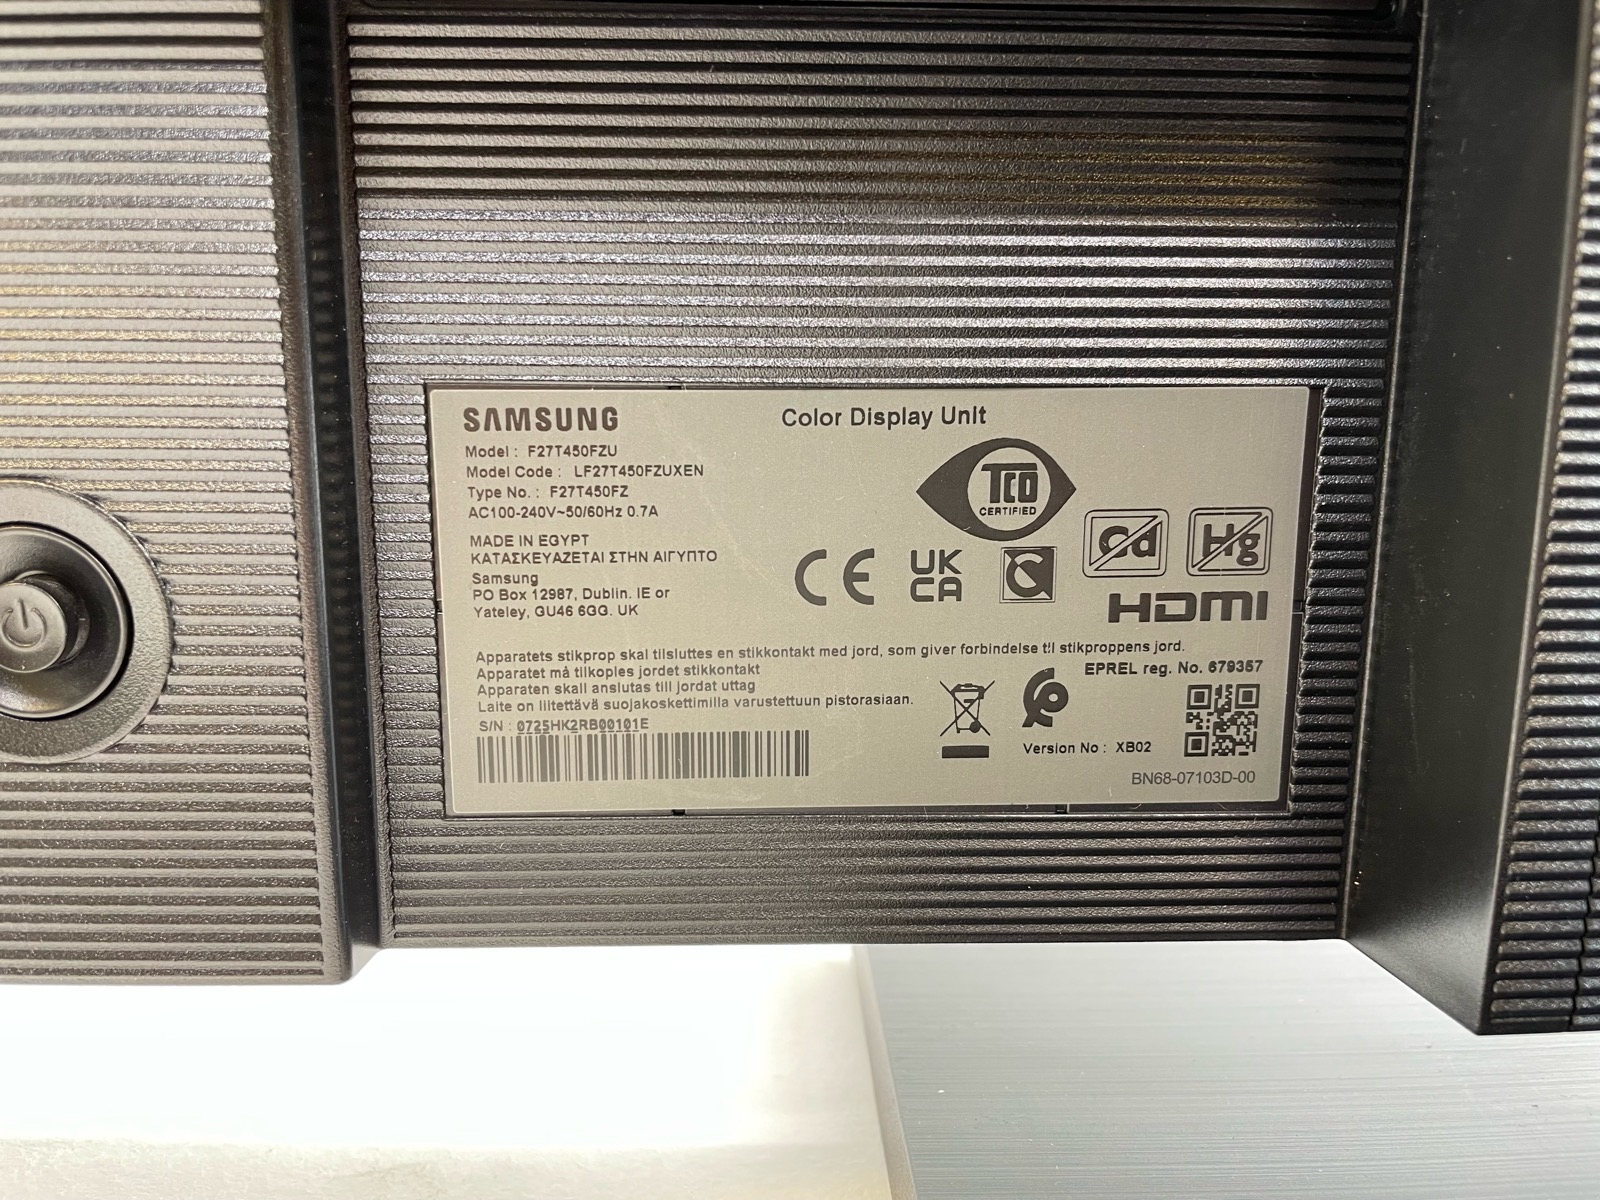 SAMSUNG
Color Display Unit
Model : F27T450FZU
Model Code : LF27T450FZUXEN
Type No. : F27T450FZ
AC100-240V~50/60Hz 0.7A
MADE IN EGYPT
ΚΑΤΑΣΚΕΥΑΖΕΤΑΙ ΣΤΗΝ ΑΙΓΥΠΤΟ
Samsung
PO Box 12987, Dublin. IE or
Yateley, GU46 6GG. UK
TCO
CERTIFIED
CE
UK
CA
Cd
Hg
HDMI
Apparatets stikprop skal tilsluttes en stikkontakt med jord, som giver forbindelse til stikproppens jord.
Apparatet må tilkoples jordet stikkontakt
Apparaten skall anslutas till jordat uttag
Laite on liitettävä suojakoskettimilla varustettuun pistorasiaan.
EPREL reg. No. 679357
S/N : 0725HK2RB00101E
Version No : XB02
BN68-07103D-00